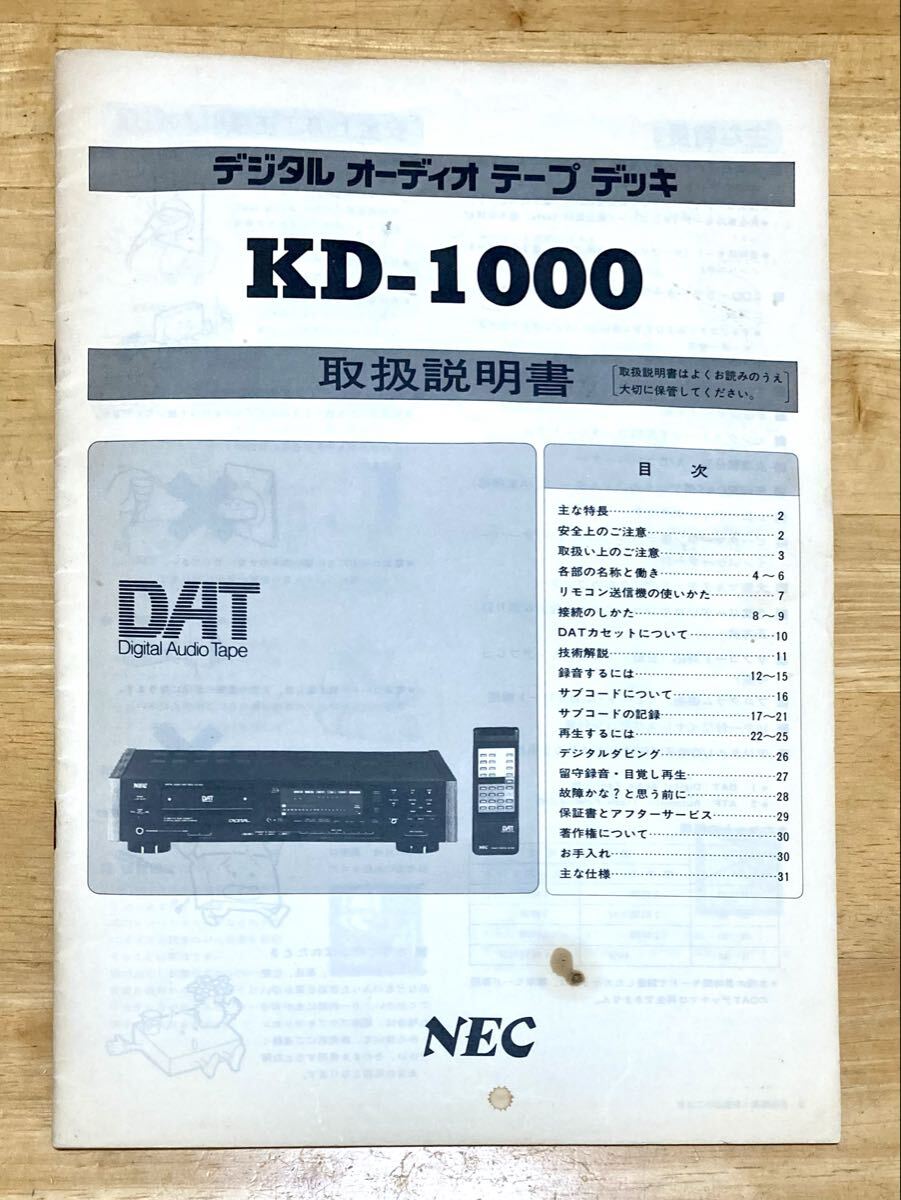 デジタル オーディオ テープ デッキ
KD-1000
取扱説明書
取扱説明書はよくお読みのうえ
大切に保管してください。
DAT
Digital Audio Tape
NEC
DAT
DIGITAL
DAT
NEC
目 次
主な特長 2
安全上のご注意 2
取扱い上のご注意 3
各部の名称と働き 4～6
リモコン送信機の使いかた 7
接続のしかた 8～9
DATカセットについて 10
技術解説 11
録音するには 12～15
サブコードについて 16
サブコードの記録 17～21
再生するには 22～25
デジタルダビング 26
留守録音・目覚し再生 27
故障かな？と思う前に 28
保証書とアフターサービス 29
著作権について 30
お手入れ 30
主な仕様 31
NEC